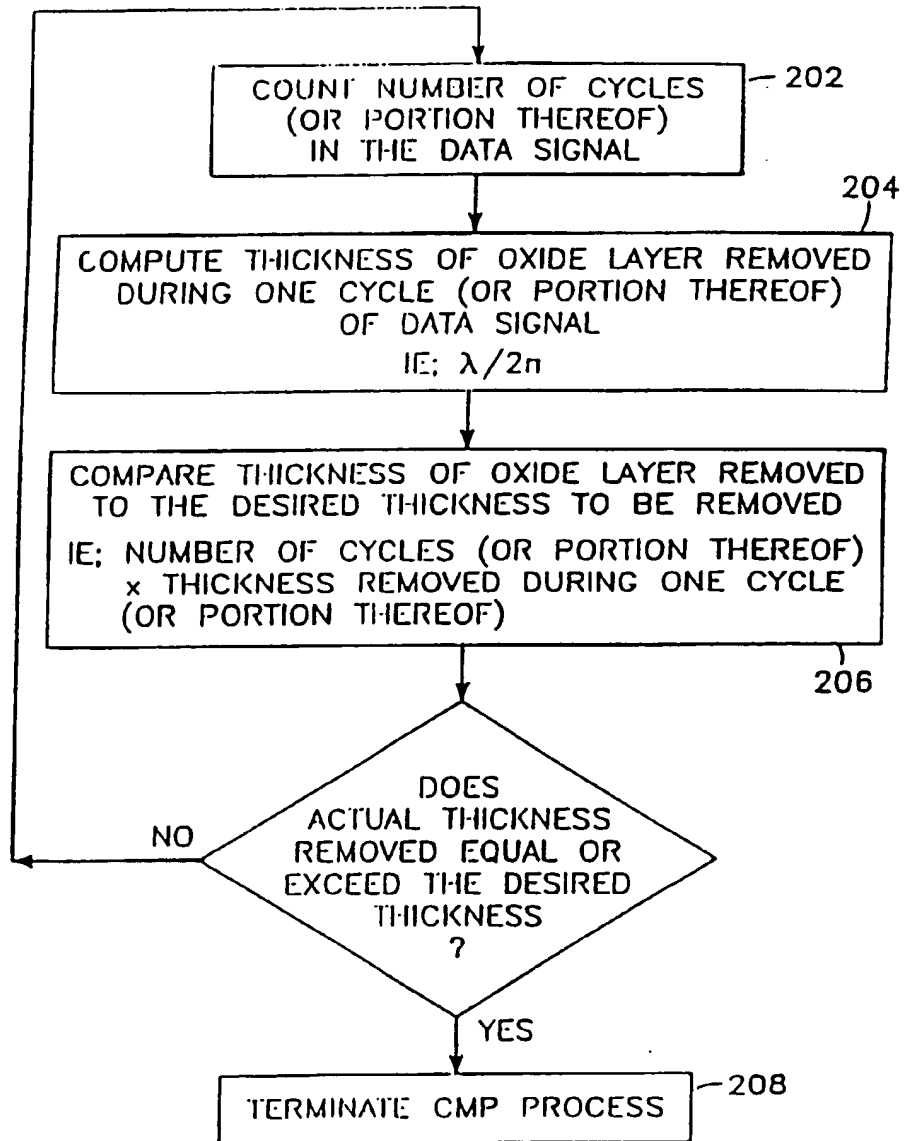 COUNT NUMBER OF CYCLES
(OR PORTION THEREOF)
IN THE DATA SIGNAL
202
204
COMPUTE THICKNESS OF OXIDE LAYER REMOVED
DURING ONE CYCLE (OR PORTION THEREOF)
OF DATA SIGNAL
IE; λ/2n
COMPARE THICKNESS OF OXIDE LAYER REMOVED
TO THE DESIRED THICKNESS TO BE REMOVED
IE; NUMBER OF CYCLES (OR PORTION THEREOF)
x THICKNESS REMOVED DURING ONE CYCLE
(OR PORTION THEREOF)
206
DOES
ACTUAL THICKNESS
REMOVED EQUAL OR
EXCEED THE DESIRED
THICKNESS
?
NO
YES
TERMINATE CMP PROCESS
208